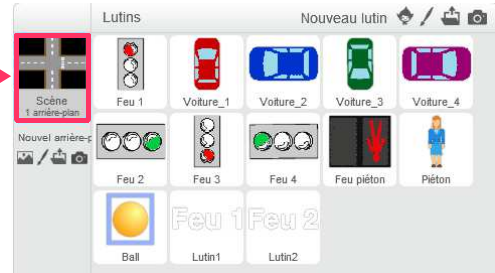 Lutins
Nouveau lutin
Scène
1 arrière-plan
Nouvel arrière-p
Feu 1
Voiture_1
Voiture_2
Voiture_3
Voiture_4
Feu 2
Feu 3
Feu 4
Feu piéton
Piéton
Feu 1
Feu 2
Ball
Lutin1
Lutin2